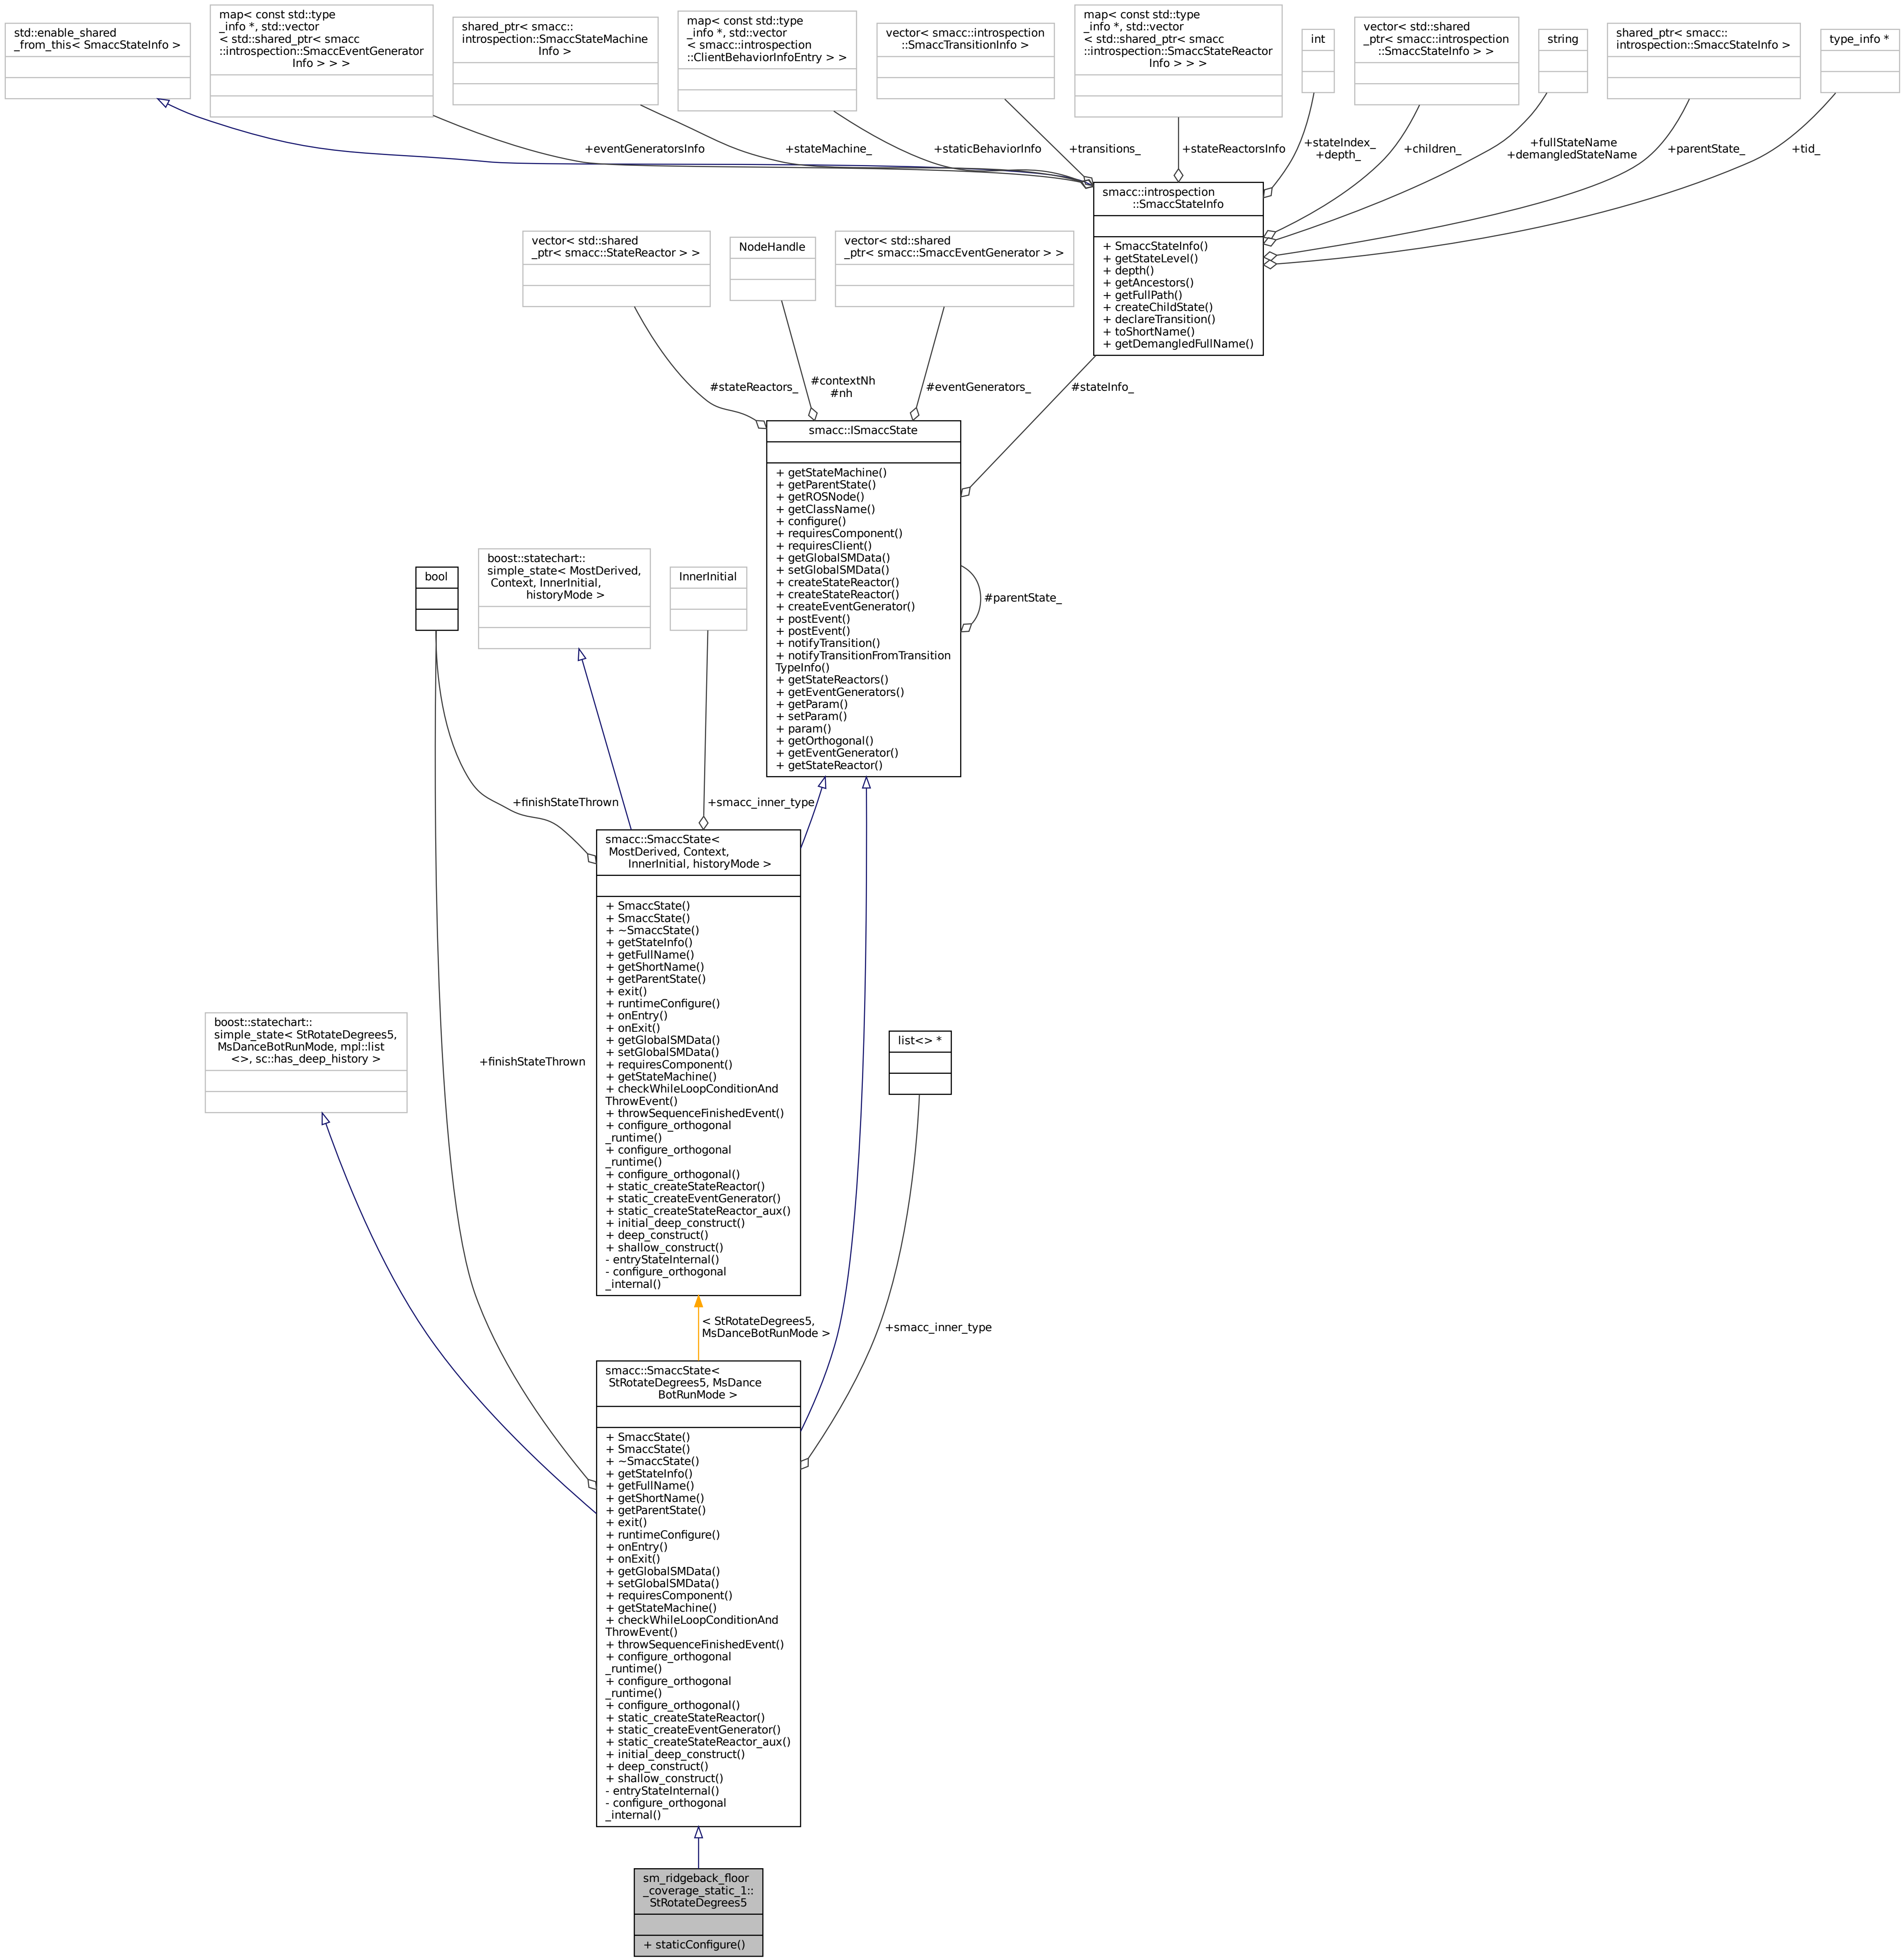 std::enable_shared
_from_this< SmaccStateInfo >
map< const std::type
_info *, std::vector
< std::shared_ptr< smacc
::introspection::SmaccEventGenerator
Info > > >
shared_ptr< smacc::
introspection::SmaccStateMachine
Info >
map< const std::type
_info *, std::vector
< smacc::introspection
::ClientBehaviorInfoEntry > >
vector< smacc::introspection
::SmaccTransitionInfo >
map< const std::type
_info *, std::vector
< std::shared_ptr< smacc
::introspection::SmaccStateReactor
Info > > >
int
vector< std::shared
_ptr< smacc::introspection
::SmaccStateInfo > >
string
shared_ptr< smacc::
introspection::SmaccStateInfo >
type_info *
+eventGeneratorsInfo
+stateMachine_
+staticBehaviorInfo
+transitions_
+stateReactorsInfo
+stateIndex_
+depth_
+children_
+fullStateName
+demangledStateName
+parentState_
+tid_
smacc::introspection
::SmaccStateInfo
+ SmaccStateInfo()
+ getStateLevel()
+ depth()
+ getAncestors()
+ getFullPath()
+ createChildState()
+ declareTransition()
+ toShortName()
+ getDemangledFullName()
vector< std::shared
_ptr< smacc::StateReactor > >
NodeHandle
vector< std::shared
_ptr< smacc::SmaccEventGenerator > >
#stateReactors_
#contextNh
#nh
#eventGenerators_
#stateInfo_
smacc::ISmaccState
+ getStateMachine()
+ getParentState()
+ getROSNode()
+ getClassName()
+ configure()
+ requiresComponent()
+ requiresClient()
+ getGlobalSMData()
+ setGlobalSMData()
+ createStateReactor()
+ createStateReactor()
+ createEventGenerator()
+ postEvent()
+ postEvent()
+ notifyTransition()
+ notifyTransitionFromTransition
TypeInfo()
+ getStateReactors()
+ getEventGenerators()
+ getParam()
+ setParam()
+ param()
+ getOrthogonal()
+ getEventGenerator()
+ getStateReactor()
#parentState_
bool
boost::statechart::
simple_state< MostDerived,
Context, InnerInitial,
historyMode >
InnerInitial
+finishStateThrown
+smacc_inner_type
smacc::SmaccState<
MostDerived, Context,
InnerInitial, historyMode >
+ SmaccState()
+ SmaccState()
+ ~SmaccState()
+ getStateInfo()
+ getFullName()
+ getShortName()
+ getParentState()
+ exit()
+ runtimeConfigure()
+ onEntry()
+ onExit()
+ getGlobalSMData()
+ setGlobalSMData()
+ requiresComponent()
+ getStateMachine()
+ checkWhileLoopConditionAnd
ThrowEvent()
+ throwSequenceFinishedEvent()
+ configure_orthogonal
_runtime()
+ configure_orthogonal
_runtime()
+ configure_orthogonal()
+ static_createStateReactor()
+ static_createEventGenerator()
+ static_createStateReactor_aux()
+ initial_deep_construct()
+ deep_construct()
+ shallow_construct()
- entryStateInternal()
- configure_orthogonal
_internal()
boost::statechart::
simple_state< StRotateDegrees5,
MsDanceBotRunMode, mpl::list
<>, sc::has_deep_history >
+finishStateThrown
list<> *
< StRotateDegrees5,
MsDanceBotRunMode >
+smacc_inner_type
smacc::SmaccState<
StRotateDegrees5, MsDance
BotRunMode >
+ SmaccState()
+ SmaccState()
+ ~SmaccState()
+ getStateInfo()
+ getFullName()
+ getShortName()
+ getParentState()
+ exit()
+ runtimeConfigure()
+ onEntry()
+ onExit()
+ getGlobalSMData()
+ setGlobalSMData()
+ requiresComponent()
+ getStateMachine()
+ checkWhileLoopConditionAnd
ThrowEvent()
+ throwSequenceFinishedEvent()
+ configure_orthogonal
_runtime()
+ configure_orthogonal
_runtime()
+ configure_orthogonal()
+ static_createStateReactor()
+ static_createEventGenerator()
+ static_createStateReactor_aux()
+ initial_deep_construct()
+ deep_construct()
+ shallow_construct()
- entryStateInternal()
- configure_orthogonal
_internal()
sm_ridgeback_floor
_coverage_static_1::
StRotateDegrees5
+ staticConfigure()